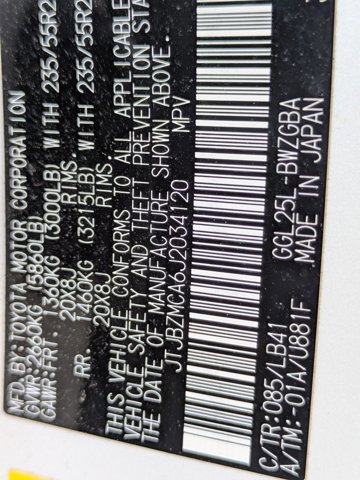 MFD. BY: TOYOTA MOTOR CORPORATION
GVWR: 2660KG (5860LB)
GAWR: FRT 1360KG (3000LB) WITH 235/55R2
20X8J RIMS,
RR 1460KG (3215LB) WITH 235/55R2
20X8J RIMS,
THIS VEHICLE CONFORMS TO ALL APPLICABLE
VEHICLE SAFETY AND THEFT PREVENTION STA
THE DATE OF MANUFACTURE SHOWN ABOVE.
JTJBZMCA6J2034120 MPV
C/TR:085/LB41 GGL25L-BWZGBA
A/TM:-01A/U881F MADE IN JAPAN